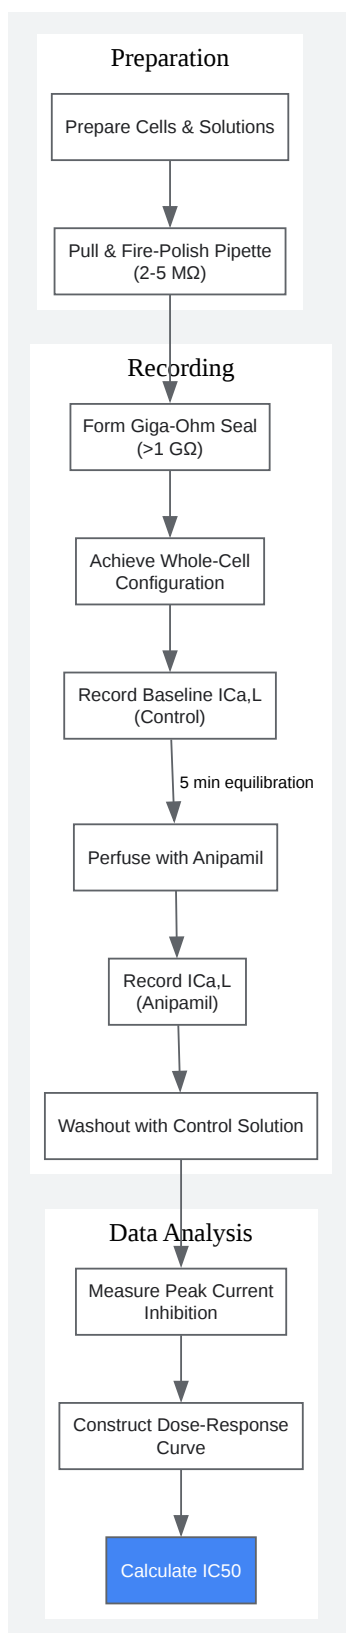 Preparation
Prepare Cells & Solutions
Pull & Fire-Polish Pipette
(2-5 MΩ)
Recording
Form Giga-Ohm Seal
(>1 GΩ)
Achieve Whole-Cell
Configuration
Record Baseline ICa,L
(Control)
5 min equilibration
Perfuse with Anipamil
Record ICa,L
(Anipamil)
Washout with Control Solution
Data Analysis
Measure Peak Current
Inhibition
Construct Dose-Response
Curve
Calculate IC50